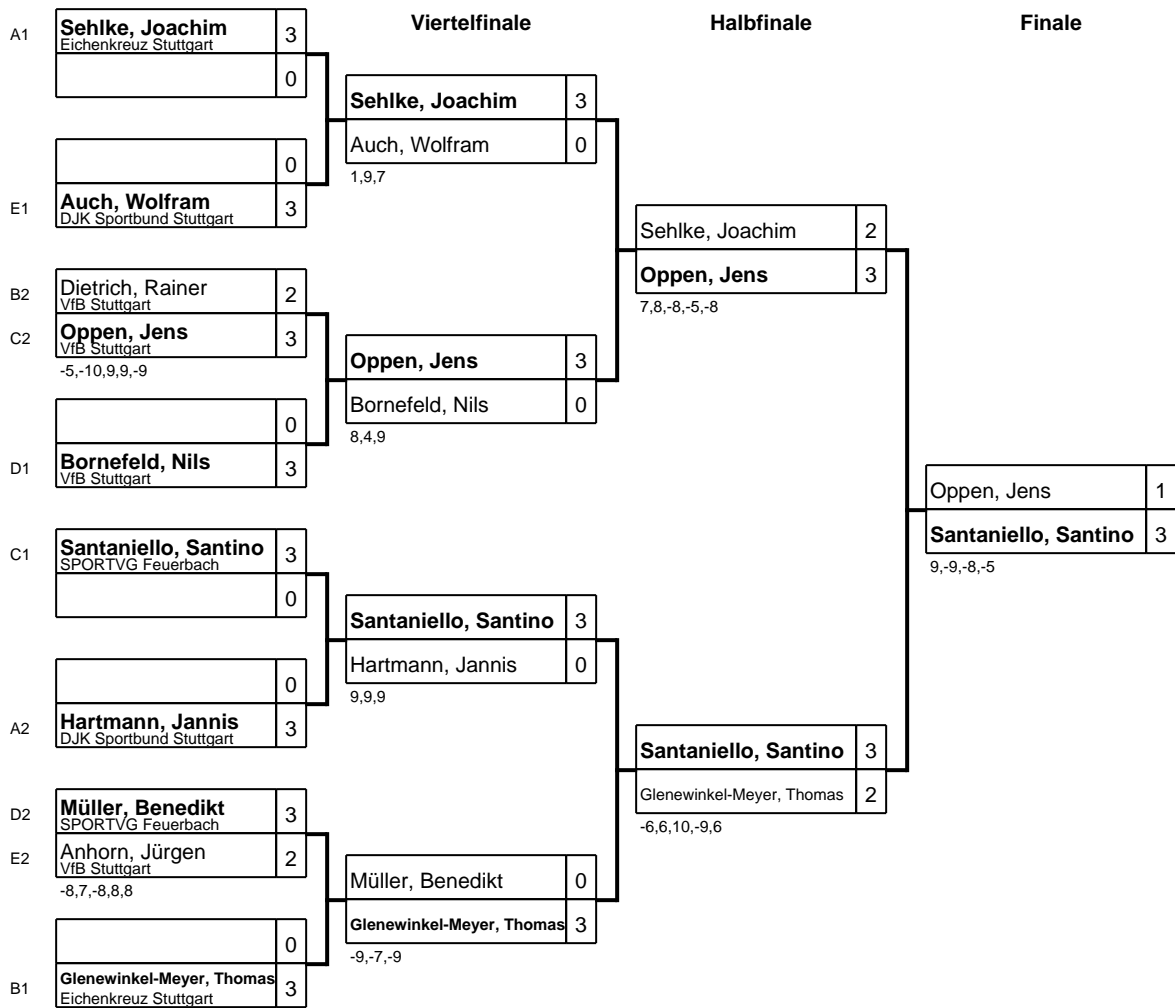 Viertelfinale
Halbfinale
Finale
A1
Sehlke, Joachim 3
Eichenkreuz Stuttgart
0
0
E1
Auch, Wolfram 3
DJK Sportbund Stuttgart
B2
Dietrich, Rainer 2
VfB Stuttgart
C2
Oppen, Jens 3
VfB Stuttgart
-5,-10,9,9,-9
0
D1
Bornefeld, Nils 3
VfB Stuttgart
C1
Santaniello, Santino 3
SPORTVG Feuerbach
0
0
A2
Hartmann, Jannis 3
DJK Sportbund Stuttgart
D2
Müller, Benedikt 3
SPORTVG Feuerbach
E2
Anhorn, Jürgen 2
VfB Stuttgart
-8,7,-8,8,8
0
B1
Glenewinkel-Meyer, Thomas 3
Eichenkreuz Stuttgart
Sehlke, Joachim 3
Auch, Wolfram 0
1,9,7
Oppen, Jens 3
Bornefeld, Nils 0
8,4,9
Santaniello, Santino 3
Hartmann, Jannis 0
9,9,9
Müller, Benedikt 0
Glenewinkel-Meyer, Thomas 3
-9,-7,-9
Sehlke, Joachim 2
Oppen, Jens 3
7,8,-8,-5,-8
Santaniello, Santino 3
Glenewinkel-Meyer, Thomas 2
-6,6,10,-9,6
Oppen, Jens 1
Santaniello, Santino 3
9,-9,-8,-5